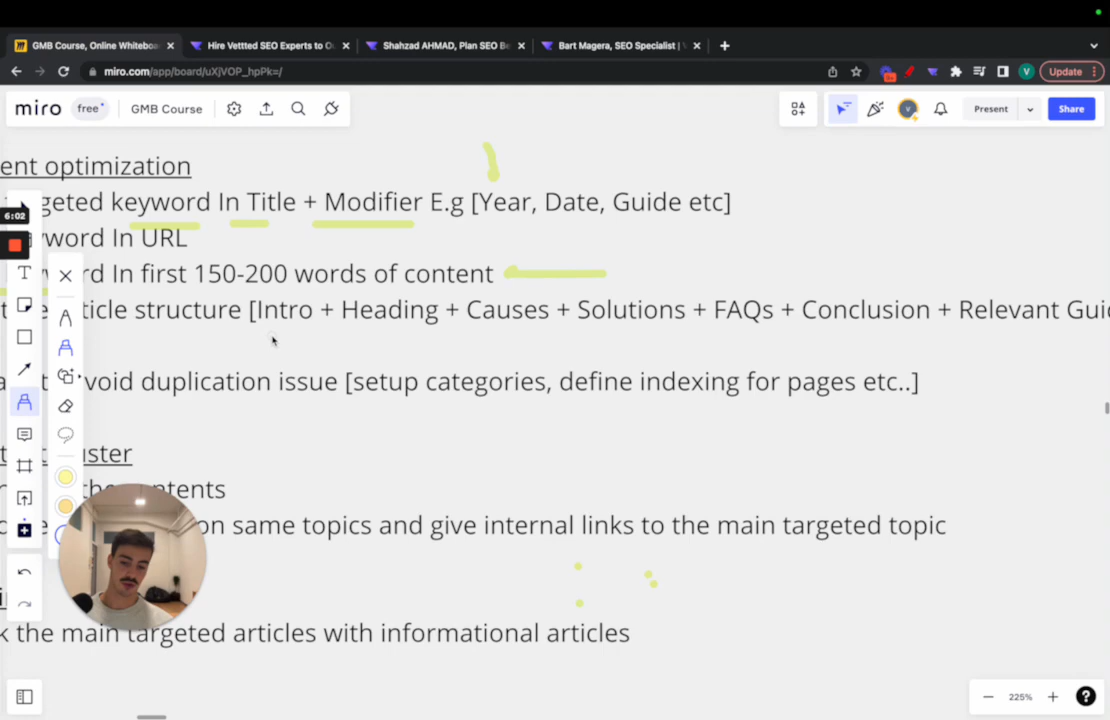 GMB Course, Online Whiteboa
Hire Vettted SEO Experts to O
Shahzad AHMAD, Plan SEO Be
Bart Magera, SEO Specialist |
miro.com/app/board/uXjVOP_hpPk=/
V
Update
miro
free
GMB Course
Present
Share
ent optimization
geted keyword In Title + Modifier E.g [Year, Date, Guide etc]
6:02
word In URL
rd In first 150-200 words of content
ticle structure [Intro + Heading + Causes + Solutions + FAQs + Conclusion + Relevant Gui
void duplication issue [setup categories, define indexing for pages etc..]
uster
the contents
on same topics and give internal links to the main targeted topic
k the main targeted articles with informational articles
225%